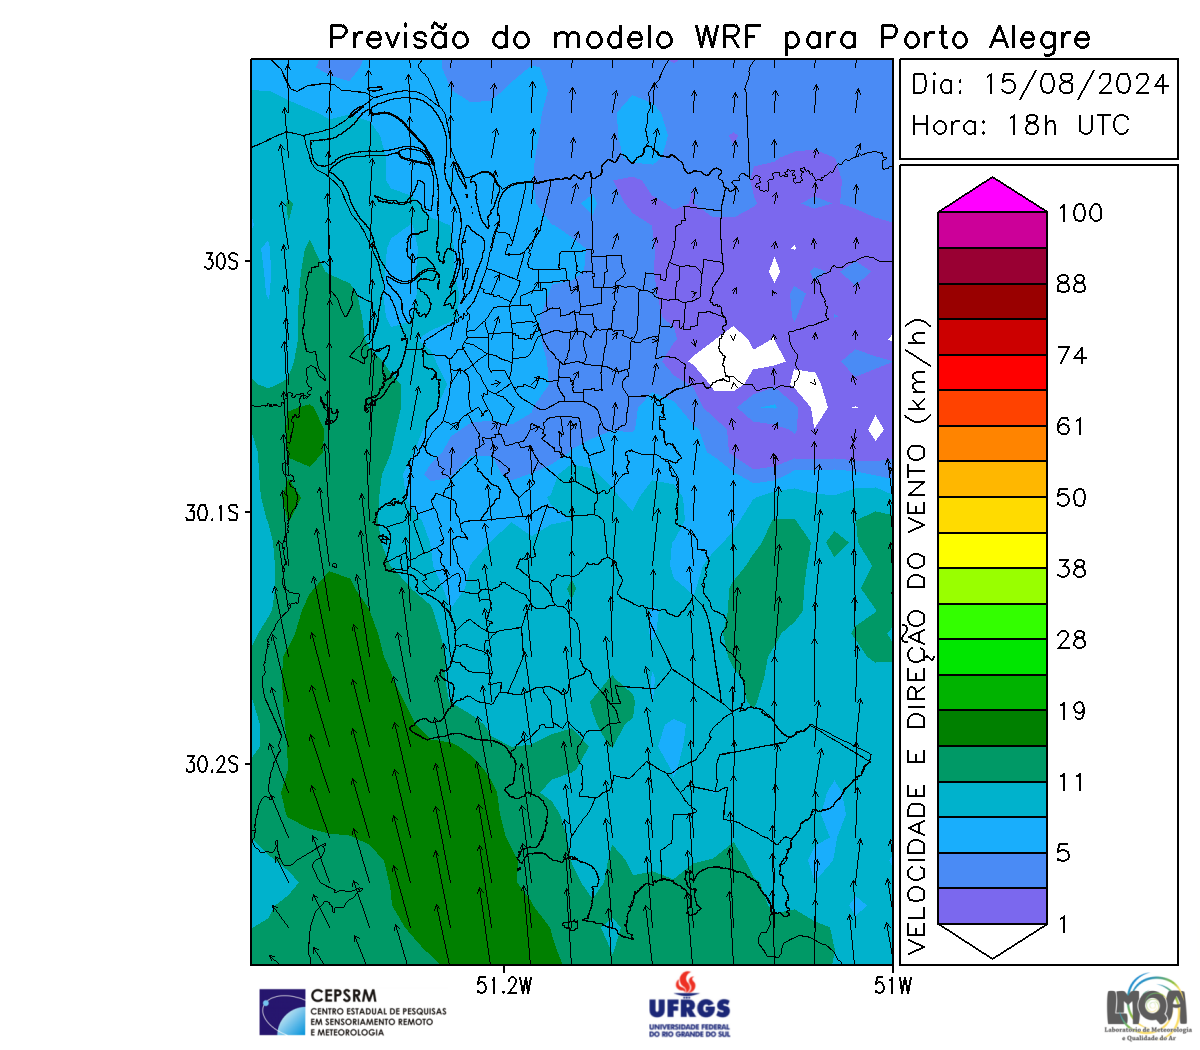 Previsão do modelo WRF para Porto Alegre
Dia: 15/08/2024
Hora: 18h UTC
100
88
74
61
50
38
28
19
11
5
1
VELOCIDADE E DIREÇÃO DO VENTO (km/h)
30S
30.1S
30.2S
51.2W
51W
CEPSRM
CENTRO ESTADUAL DE PESQUISAS
EM SENSORIAMENTO REMOTO
E METEOROLOGIA
UFRGS
UNIVERSIDADE FEDERAL
DO RIO GRANDE DO SUL
LMQA
Laboratório de Meteorologia
e Qualidade do Ar